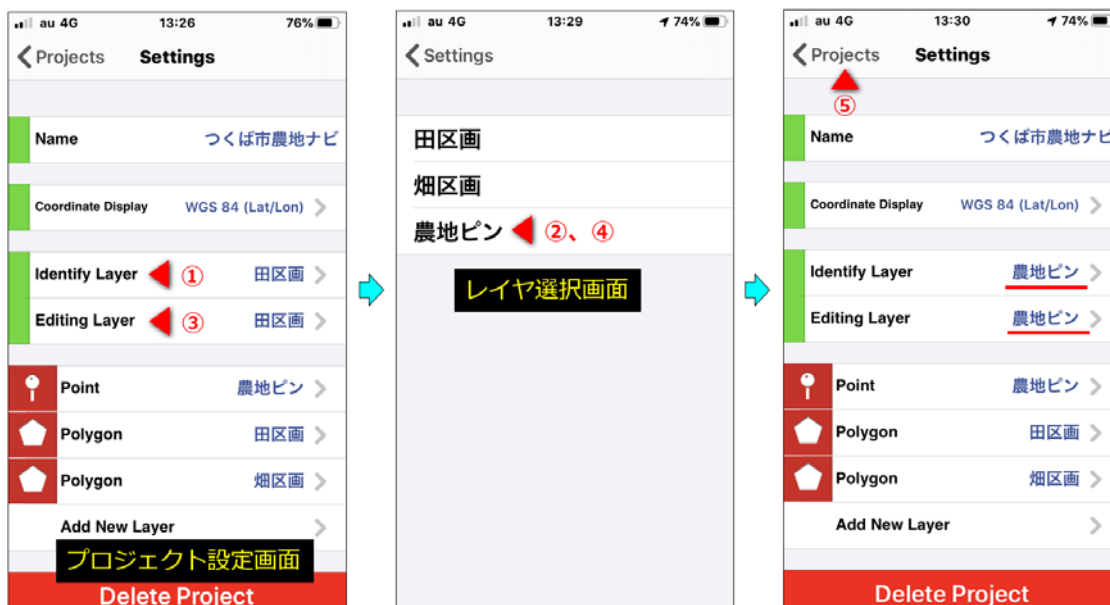 au 4G 13:26 76%
Projects Settings
Name つくば市農地ナビ
Coordinate Display WGS 84 (Lat/Lon)
Identify Layer ① 田区画
Editing Layer ③ 田区画
Point 農地ピン
Polygon 田区画
Polygon 畑区画
Add New Layer
プロジェクト設定画面
Delete Project
au 4G 13:29 74%
Settings
田区画
畑区画
農地ピン ②、④
レイヤ選択画面
au 4G 13:30 74%
Projects Settings
⑤
Name つくば市農地ナビ
Coordinate Display WGS 84 (Lat/Lon)
Identify Layer 農地ピン
Editing Layer 農地ピン
Point 農地ピン
Polygon 田区画
Polygon 畑区画
Add New Layer
Delete Project